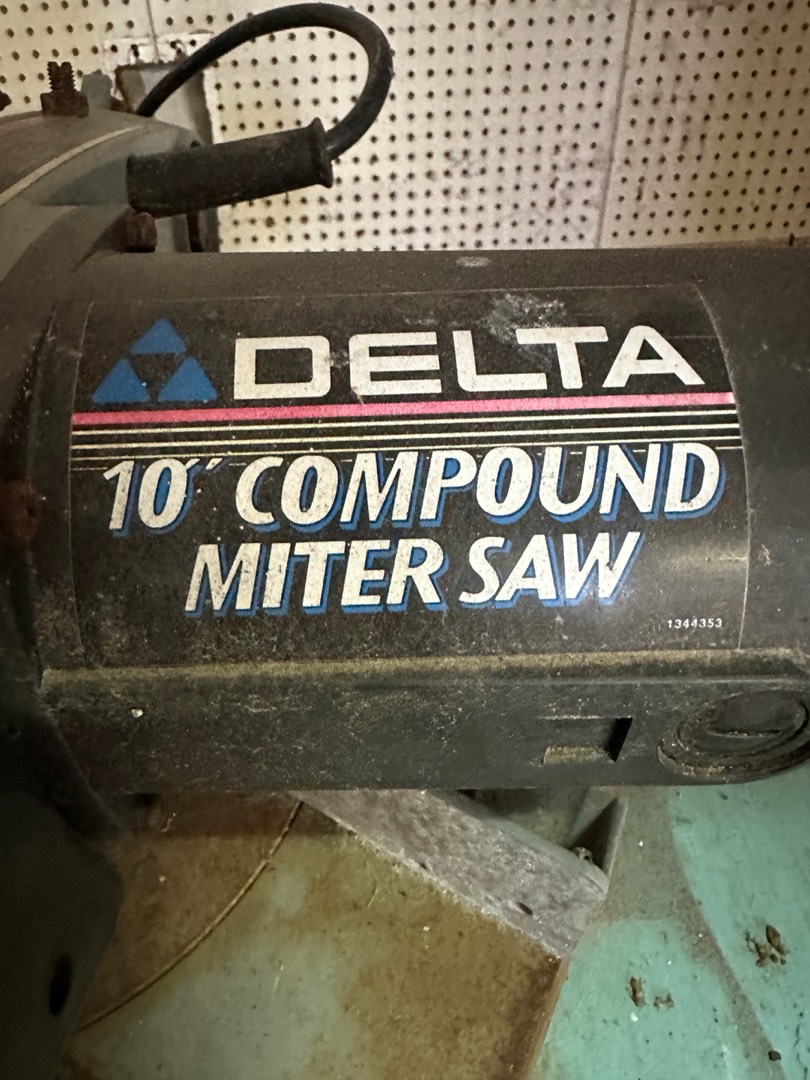 DELTA
10" COMPOUND
MITER SAW
1344353